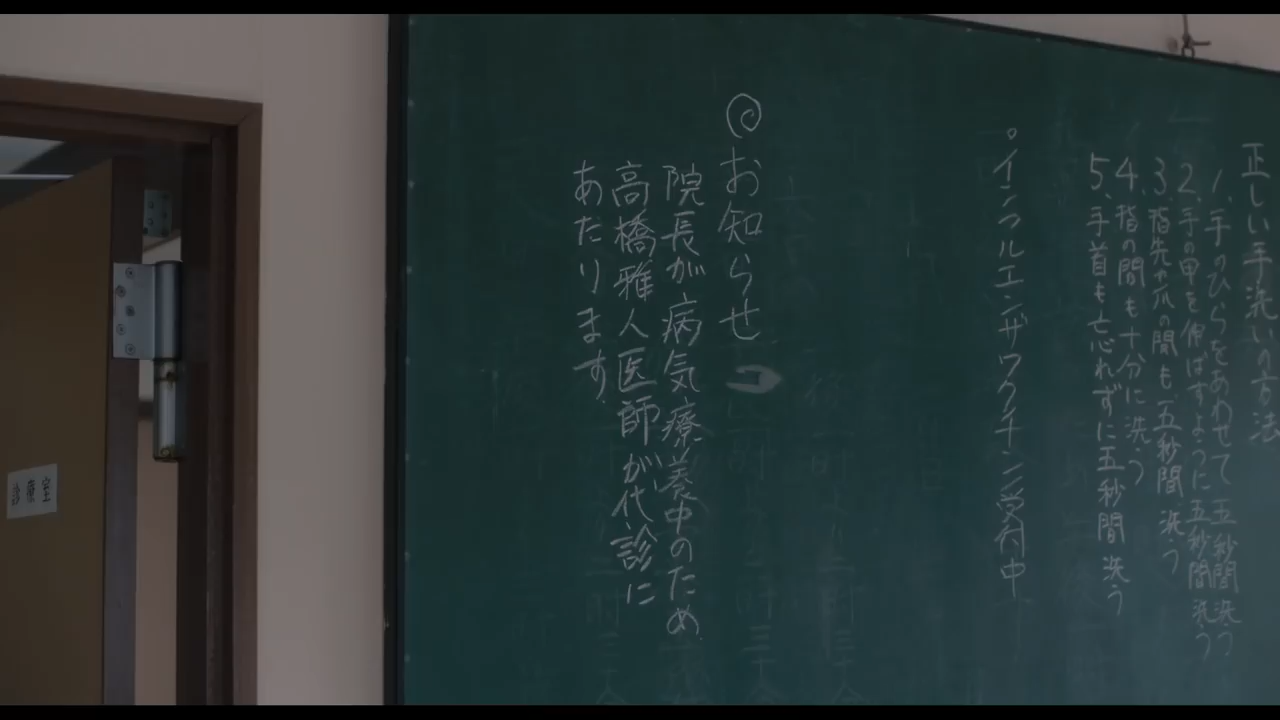 正しい手洗いの方法
1、手のひらをあわせて五秒間洗う
2、手の甲を伸ばすように五秒間洗う
3、指先や爪の間も五秒間洗う
4、指の間も十分に洗う
5、手首も忘れずに五秒間洗う
。インフルエンザワクチン受付中
◎お知らせ
院長が病気療養中のため
高橋雅人医師が代診に
あたります。
診療室